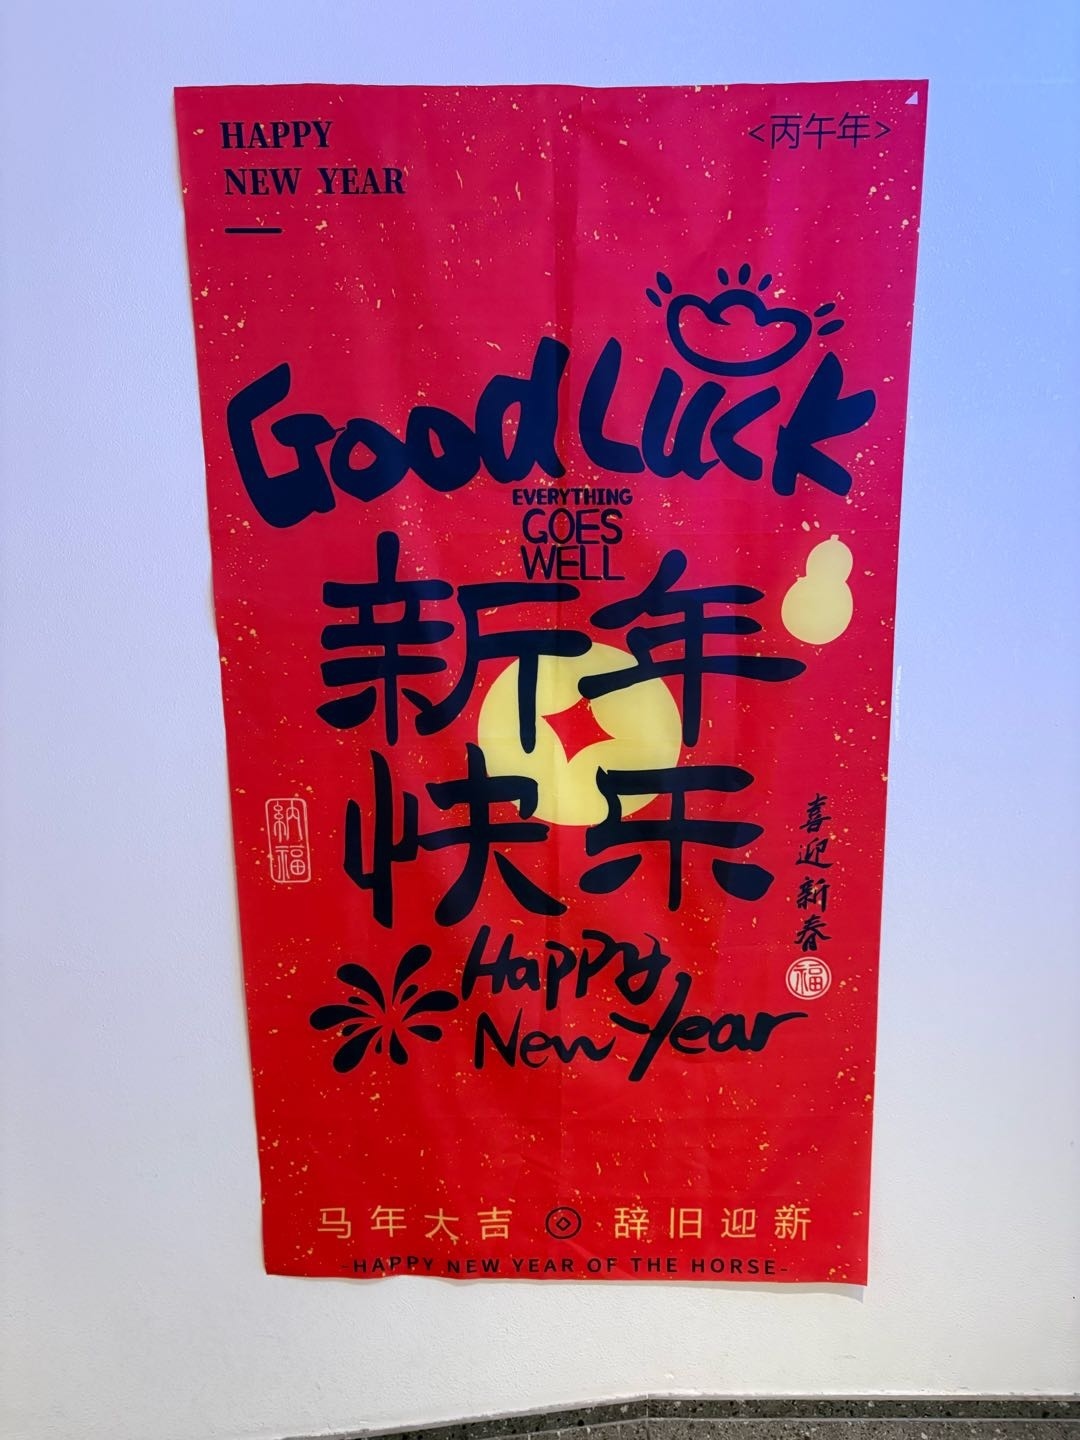 HAPPY
NEW YEAR
<丙午年>
Good Luck
EVERYTHING
GOES
WELL
新年
快乐
納福
喜迎新春
福
Happy
New Year
马年大吉 辞旧迎新
-HAPPY NEW YEAR OF THE HORSE-